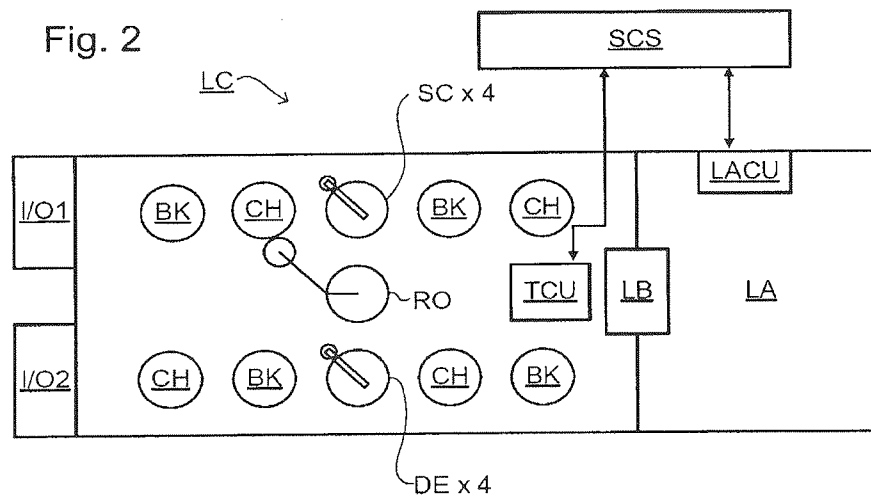 Fig. 2
SCS
LC
SC x 4
LACU
I/O1
BK
CH
BK
CH
TCU
LB
LA
RO
I/O2
CH
BK
CH
BK
DE x 4